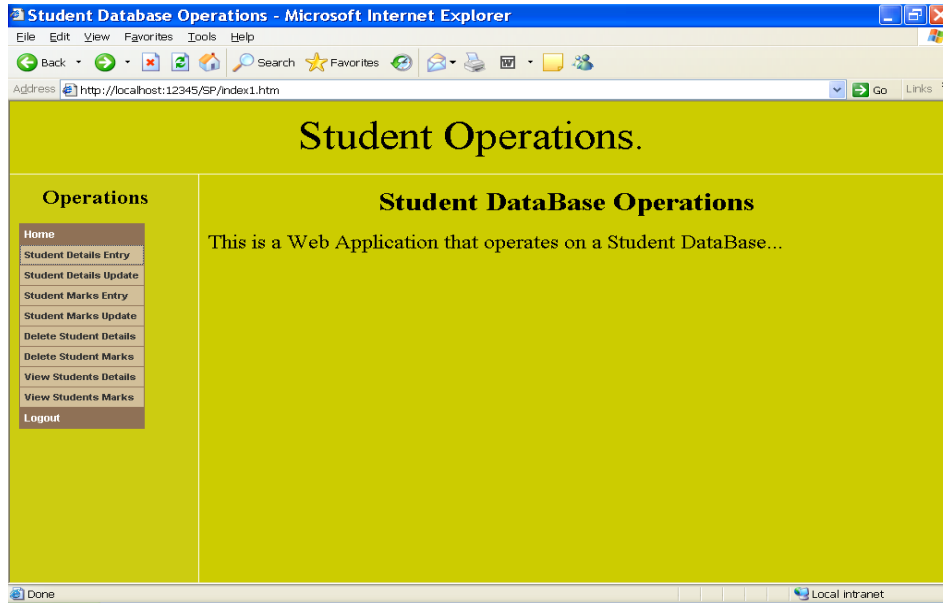 Student Database Operations - Microsoft Internet Explorer
File Edit View Favorites Tools Help
Back Search Favorites
Address http://localhost:12345/SP/index1.htm Go Links
Student Operations.
Operations
Home
Student Details Entry
Student Details Update
Student Marks Entry
Student Marks Update
Delete Student Details
Delete Student Marks
View Students Details
View Students Marks
Logout
Student DataBase Operations
This is a Web Application that operates on a Student DataBase...
Done Local intranet